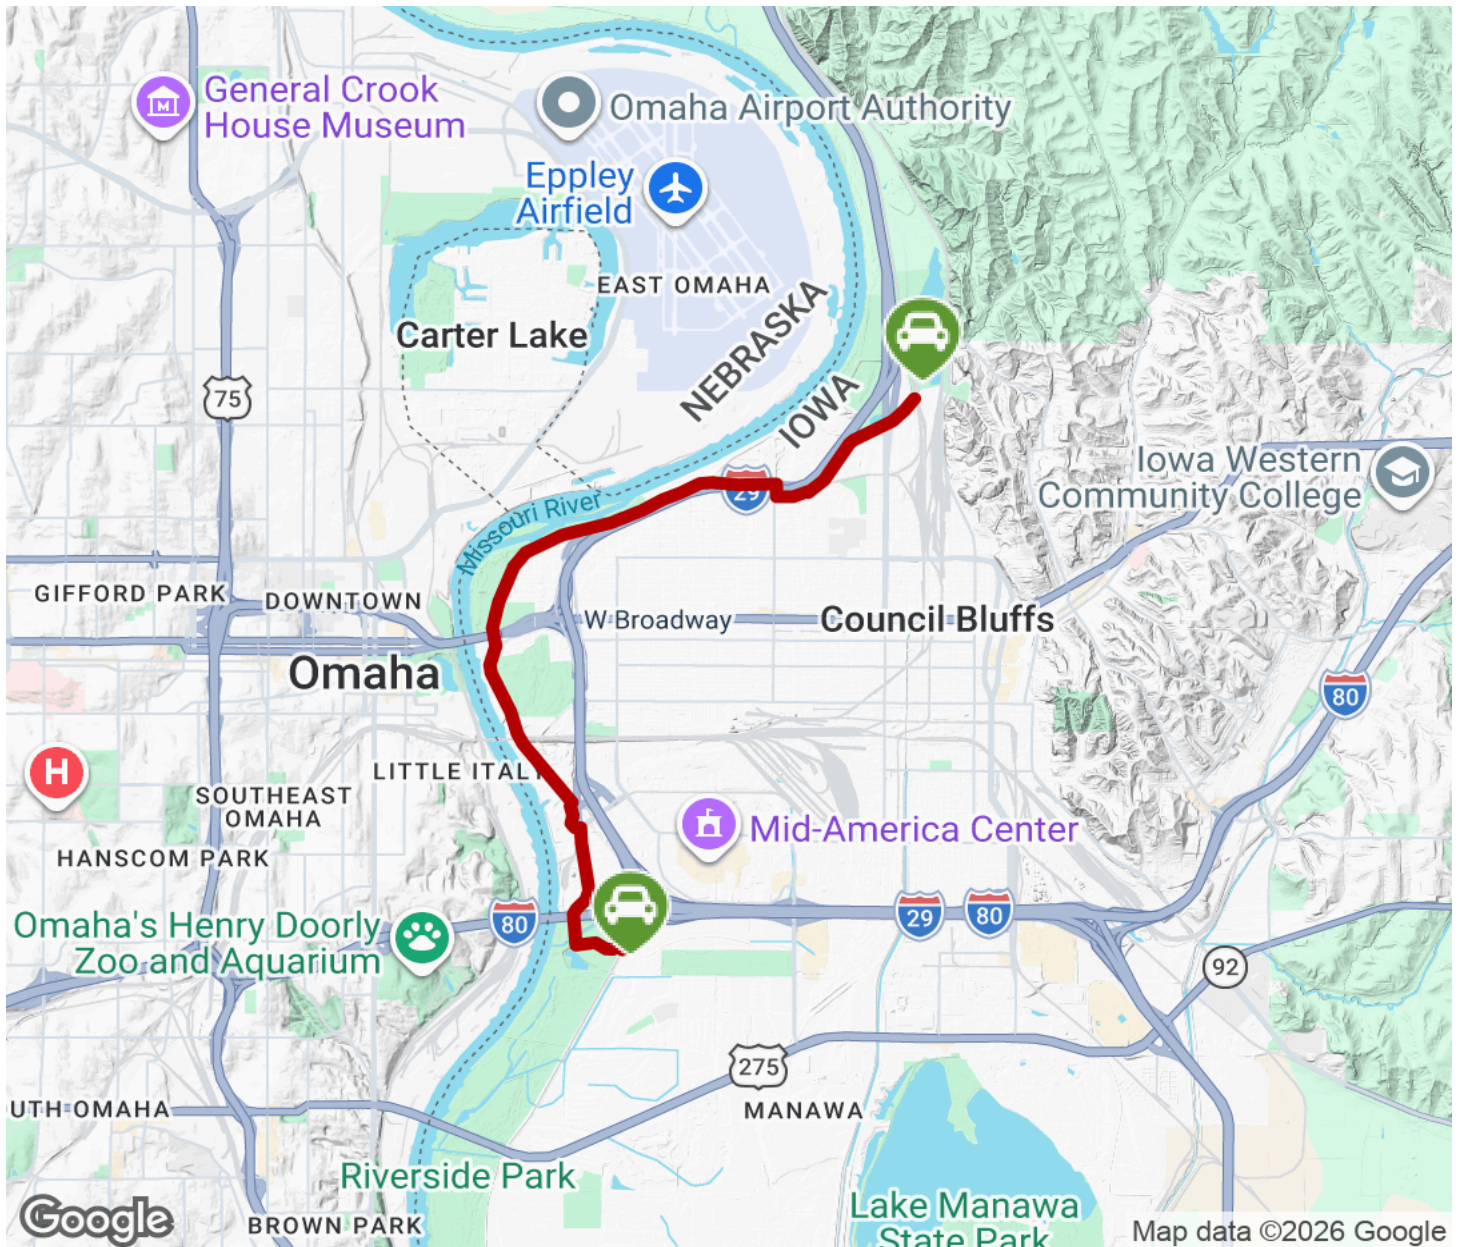 General Crook
House Museum
Omaha Airport Authority
Eppley
Airfield
EAST OMAHA
Carter Lake
NEBRASKA
IOWA
75
Iowa Western
Community College
29
Missouri River
GIFFORD PARK
DOWNTOWN
W Broadway
Council Bluffs
Omaha
80
H
LITTLE ITALY
SOUTHEAST
OMAHA
Mid-America Center
HANSCOM PARK
Omaha's Henry Doorly
Zoo and Aquarium
80
29
80
92
275
UTH OMAHA
MANAWA
Riverside Park
Lake Manawa
State Park
BROWN PARK
Google
Map data ©2026 Google